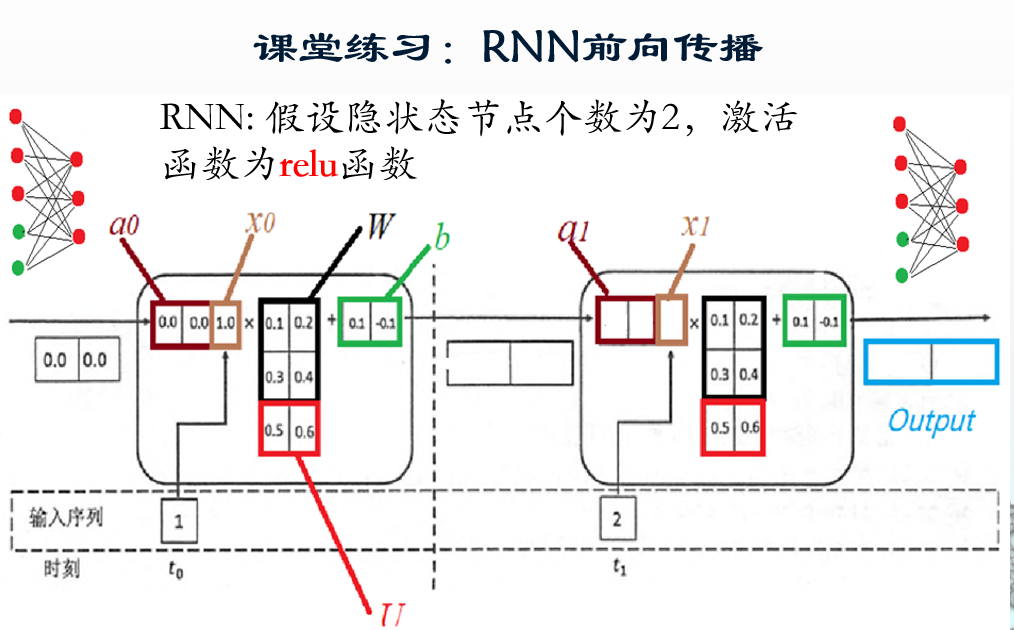 课堂练习：RNN前向传播
RNN: 假设隐状态节点个数为2，激活
函数为relu函数
a0 x0 W b a1 x1
0.0 0.0 1.0 × 0.1 0.2 + 0.1 -0.1 × 0.1 0.2 + 0.1 -0.1
0.0 0.0 0.3 0.4 0.3 0.4
0.5 0.6 0.5 0.6 Output
输入序列 1 2
时刻 t0 t1
U